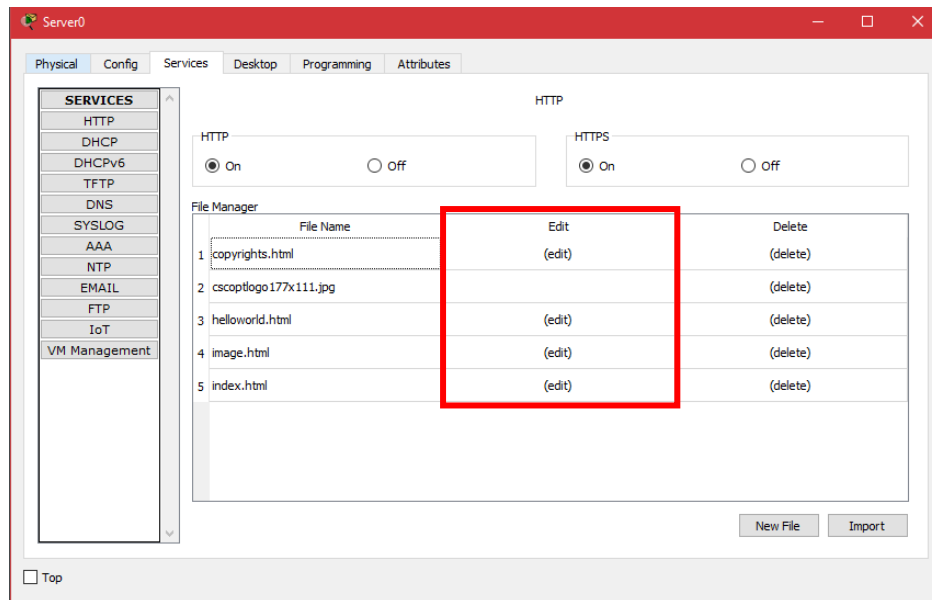 Server0
Physical Config Services Desktop Programming Attributes
SERVICES
HTTP
DHCP
DHCPv6
TFTP
DNS
SYSLOG
AAA
NTP
EMAIL
FTP
IoT
VM Management
HTTP
HTTP
On Off
HTTPS
On Off
File Manager
File Name Edit Delete
1 copyrights.html (edit) (delete)
2 cscoptlogo177x111.jpg (delete)
3 helloworld.html (edit) (delete)
4 image.html (edit) (delete)
5 index.html (edit) (delete)
New File Import
Top